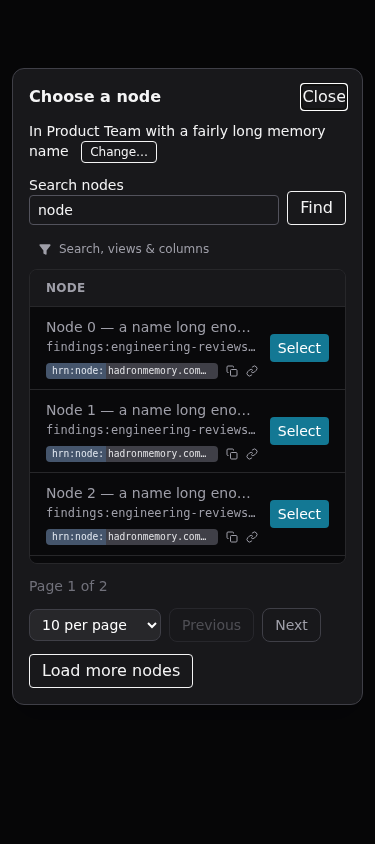 Choose a node
Close
In Product Team with a fairly long memory
name Change…
Search nodes
node
Find
Search, views & columns
NODE
Node 0 — a name long eno…
findings:engineering-reviews…
hrn:node: hadronmemory.com…
Select
Node 1 — a name long eno…
findings:engineering-reviews…
hrn:node: hadronmemory.com…
Select
Node 2 — a name long eno…
findings:engineering-reviews…
hrn:node: hadronmemory.com…
Select
Page 1 of 2
10 per page
Previous
Next
Load more nodes